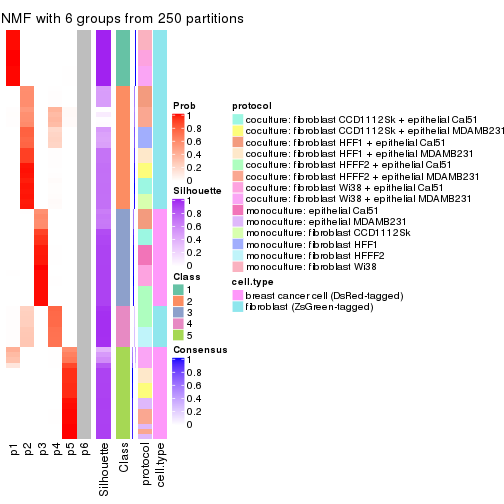 NMF with 6 groups from 250 partitions
Prob
1
0.8
0.6
0.4
0.2
0
Silhouette
1
0.8
0.6
0.4
0.2
0
Class
1
2
3
4
5
Consensus
1
0.8
0.6
0.4
0.2
0
protocol
coculture: fibroblast CCD1112Sk + epithelial Cal51
coculture: fibroblast CCD1112Sk + epithelial MDAMB231
coculture: fibroblast HFF1 + epithelial Cal51
coculture: fibroblast HFF1 + epithelial MDAMB231
coculture: fibroblast HFFF2 + epithelial Cal51
coculture: fibroblast HFFF2 + epithelial MDAMB231
coculture: fibroblast Wi38 + epithelial Cal51
coculture: fibroblast Wi38 + epithelial MDAMB231
monoculture: epithelial Cal51
monoculture: epithelial MDAMB231
monoculture: fibroblast CCD1112Sk
monoculture: fibroblast HFF1
monoculture: fibroblast HFFF2
monoculture: fibroblast Wi38
cell.type
breast cancer cell (DsRed-tagged)
fibroblast (ZsGreen-tagged)
p1
p2
p3
p4
p5
p6
Silhouette
Class
protocol
cell.type